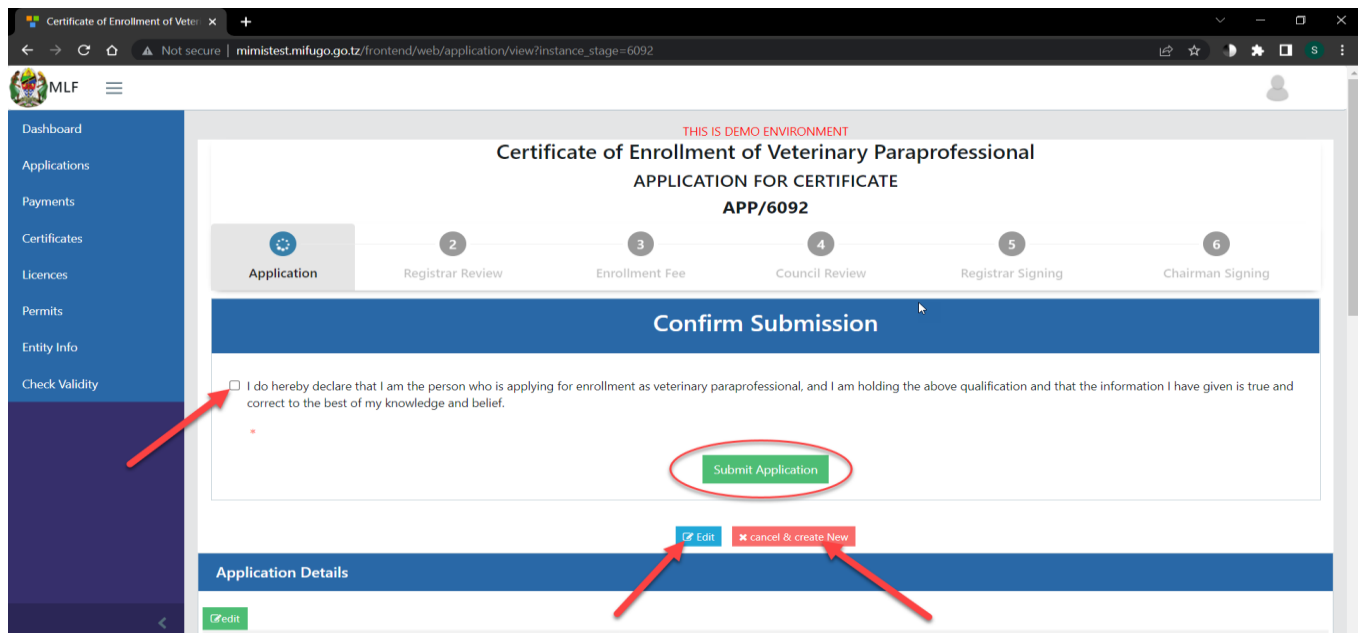 Certificate of Enrollment of Veter
Not secure | mimistest.mifugo.go.tz/frontend/web/application/view?instance_stage=6092
S
MLF
Dashboard
Applications
Payments
Certificates
Licences
Permits
Entity Info
Check Validity
THIS IS DEMO ENVIRONMENT
Certificate of Enrollment of Veterinary Paraprofessional
APPLICATION FOR CERTIFICATE
APP/6092
2 3 4 5 6
Application Registrar Review Enrollment Fee Council Review Registrar Signing Chairman Signing
Confirm Submission
I do hereby declare that I am the person who is applying for enrollment as veterinary paraprofessional, and I am holding the above qualification and that the information I have given is true and
correct to the best of my knowledge and belief.
*
Submit Application
Edit cancel & create New
Application Details
edit